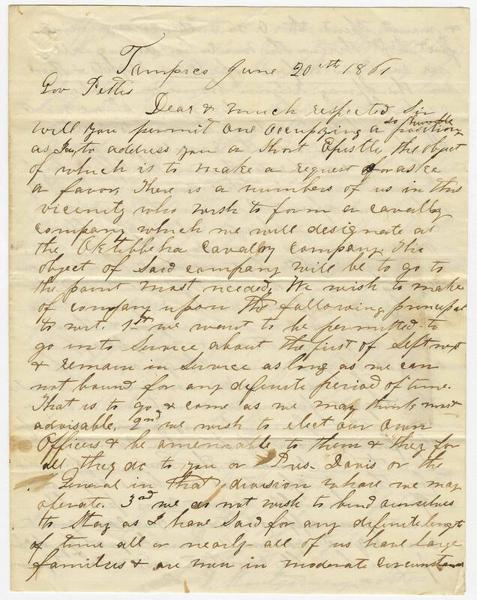 Tampico June 20th 1861
Gov Pettus
Dear & much respected Sir
will you permit one occupying a so humble position
as I am, to address you a short Epistle the object
of which is to make a request & or aske
a favor, There is a numbers of us in this
vicinity who wish to form a cavalry
company which we will designate at
the Oktibbeha Cavalry Company. The
object of said company will be to go to
the point most needed, We wish to make
of company upon the following principal
to wit. 1st we want to be permitted to
go into Service about the first of Sept next
& remain in Service as long as we can
not bound for any definite period of time.
That is to go & come as we may think most
advisable. 2nd we wish to elect our own
Officers & be amenable to them & they for
all they do to you or Pres. Davis or the
General in that division where we may
operate. 3rd we do not wish to bind ourselves
to stay as I have said for any definite length
of time all or nearly all of us have large
families & are men in moderate circumstances